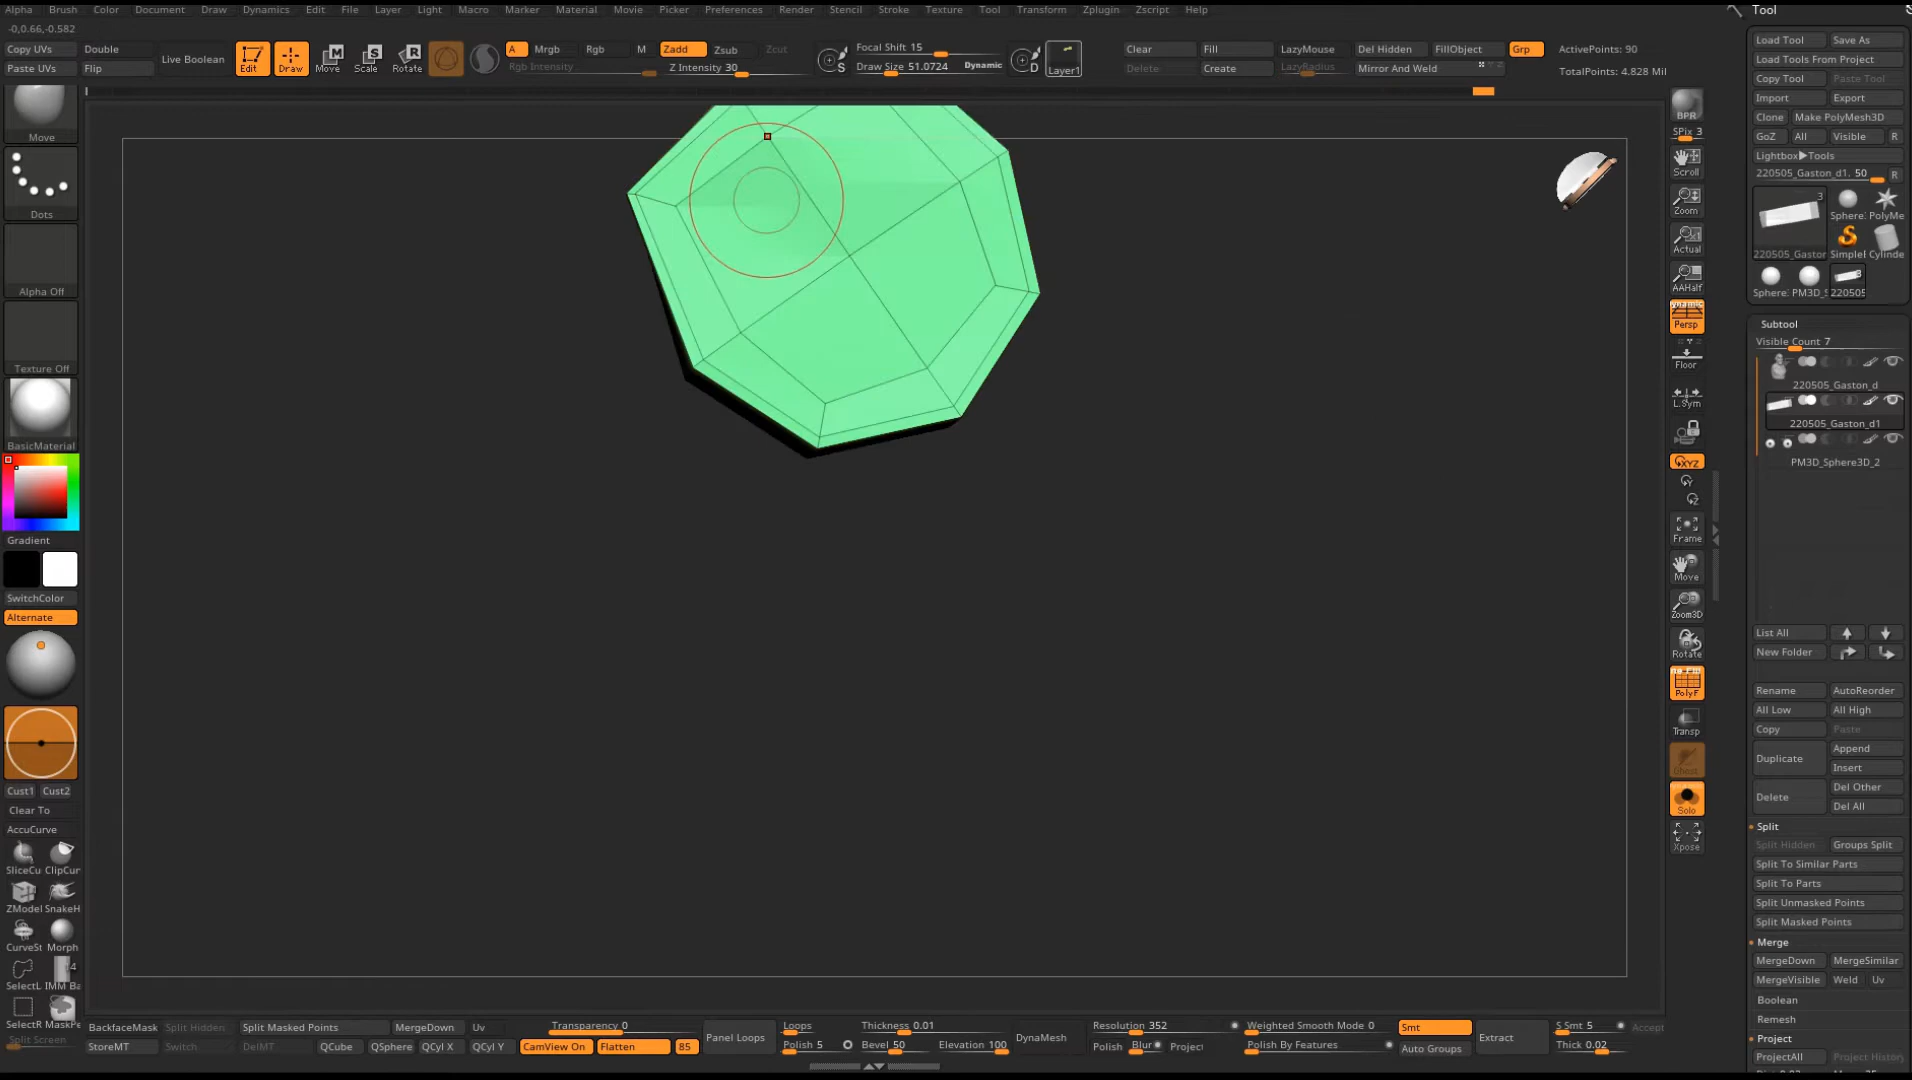 Alpha Brush Color Document Draw Dynamics Edit File Layer Light Macro Marker Material Movie Picker Preferences Render Stencil Stroke Texture Tool Transform Zplugin Zscript Help
Tool
-0,0.66,-0.582
Copy UVs Double
Paste UVs Flip
Live Boolean
Edit Draw Move Scale Rotate
A Mrgb Rgb M Zadd Zsub Zcut
Rgb Intensity Z Intensity 30
Focal Shift 15
Draw Size 51.0724 Dynamic
S D
Layer1
Clear Fill LazyMouse Del Hidden FillObject Grp
Delete Create LazyRadius Mirror And Weld
ActivePoints: 90
TotalPoints: 4.828 Mil
Move
Dots
Alpha Off
Texture Off
BasicMaterial
Gradient
SwitchColor
Alternate
Cust1 Cust2
Clear To
AccuCurve
SliceCu ClipCur
ZModel SnakeH
CurveSt Morph
4
SelectL IMM Ba
SelectR MaskPe
BPR
SPix 3
Scroll
Zoom
Actual
AAHalf
Persp
Floor
L.Sym
XYZ
Y
Z
Frame
Move
Zoom3D
Rotate
PolyF
Transp
Ghost
Solo
Xpose
Load Tool Save As
Load Tools From Project
Copy Tool Paste Tool
Import Export
Clone Make PolyMesh3D
GoZ All Visible R
Lightbox▶Tools
220505_Gaston_d1. 50 R
3
Sphere: PolyMe
220505_Gaston Simplel Cylinde
3
Sphere: PM3D_S 220505
Subtool
Visible Count 7
220505_Gaston_d
220505_Gaston_d1
PM3D_Sphere3D_2
List All
New Folder
Rename AutoReorder
All Low All High
Copy Paste
Duplicate Append
Insert
Delete Del Other
Del All
Split
Split Hidden Groups Split
Split To Similar Parts
Split To Parts
Split Unmasked Points
Split Masked Points
Merge
MergeDown MergeSimilar
MergeVisible Weld Uv
Boolean
Remesh
Project
ProjectAll Project History
BackfaceMask Split Hidden Split Masked Points MergeDown Uv
Split Screen StoreMT Switch DelMT QCube QSphere QCyl X QCyl Y
Transparency 0
CamView On Flatten 85
Panel Loops
Loops Thickness 0.01
Polish 5 Bevel 50 Elevation 100
DynaMesh
Resolution 352
Polish Blur Project
Weighted Smooth Mode 0
Polish By Features
Smt
Auto Groups
Extract
S Smt 5 Accept
Thick 0.02